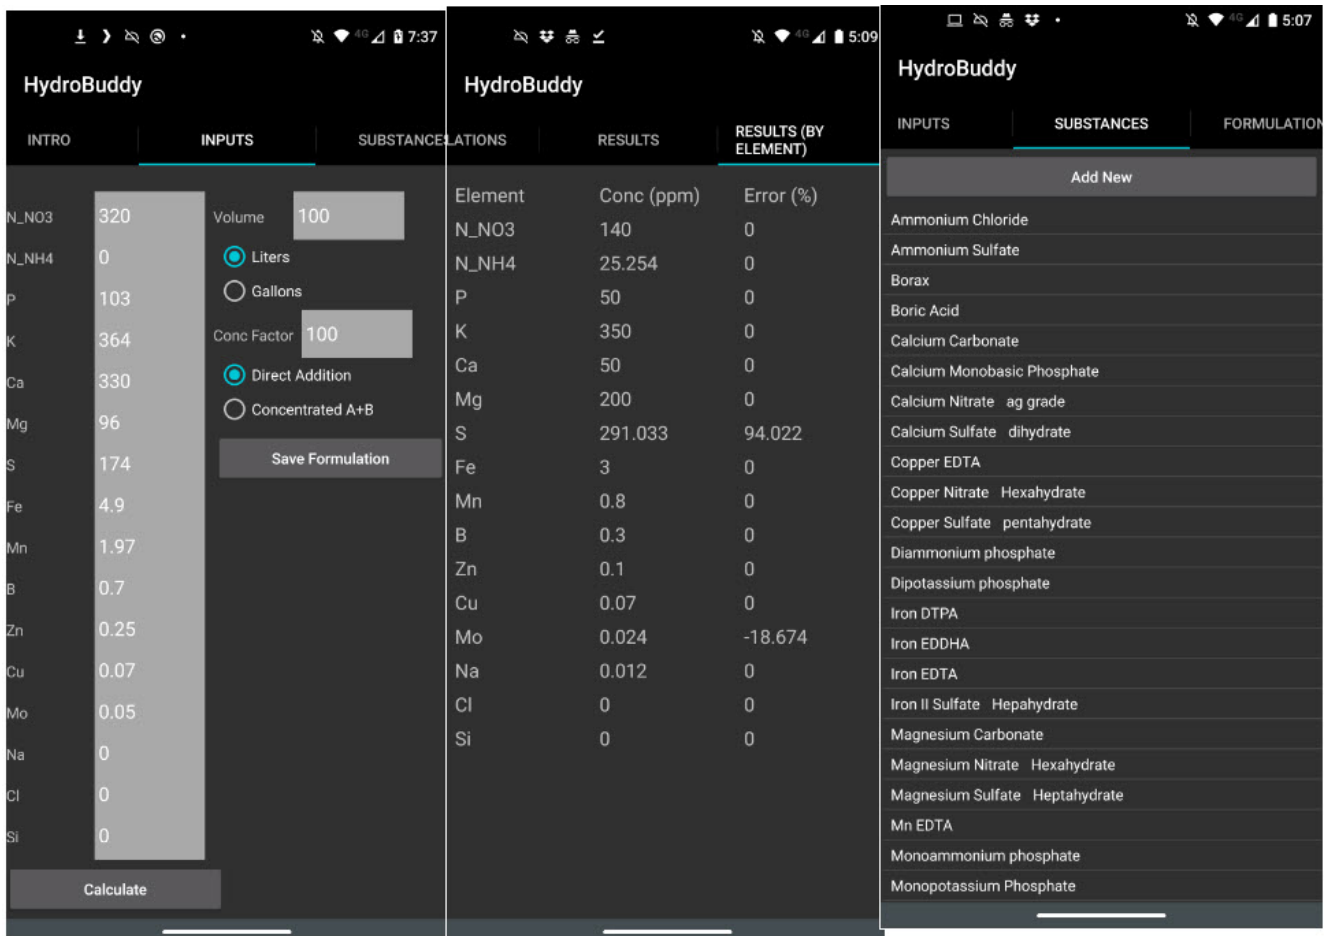 7:37
HydroBuddy
INTRO INPUTS SUBSTANCES
N_NO3 320 Volume 100
N_NH4 0 Liters
P 103 Gallons
K 364 Conc Factor 100
Ca 330 Direct Addition
Mg 96 Concentrated A+B
S 174 Save Formulation
Fe 4.9
Mn 1.97
B 0.7
Zn 0.25
Cu 0.07
Mo 0.05
Na 0
Cl 0
Si 0
Calculate
4G 7:37
4G 5:09
HydroBuddy
LATIONS RESULTS RESULTS (BY
ELEMENT)
Element Conc (ppm) Error (%)
N_NO3 140 0
N_NH4 25.254 0
P 50 0
K 350 0
Ca 50 0
Mg 200 0
S 291.033 94.022
Fe 3 0
Mn 0.8 0
B 0.3 0
Zn 0.1 0
Cu 0.07 0
Mo 0.024 -18.674
Na 0.012 0
Cl 0 0
Si 0 0
4G 5:07
HydroBuddy
INPUTS SUBSTANCES FORMULATION
Add New
Ammonium Chloride
Ammonium Sulfate
Borax
Boric Acid
Calcium Carbonate
Calcium Monobasic Phosphate
Calcium Nitrate ag grade
Calcium Sulfate dihydrate
Copper EDTA
Copper Nitrate Hexahydrate
Copper Sulfate pentahydrate
Diammonium phosphate
Dipotassium phosphate
Iron DTPA
Iron EDDHA
Iron EDTA
Iron II Sulfate Hepahydrate
Magnesium Carbonate
Magnesium Nitrate Hexahydrate
Magnesium Sulfate Heptahydrate
Mn EDTA
Monoammonium phosphate
Monopotassium Phosphate